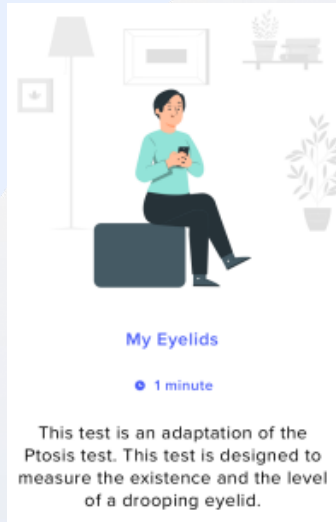 My Eyelids
1 minute
This test is an adaptation of the
Ptosis test. This test is designed to
measure the existence and the level
of a drooping eyelid.